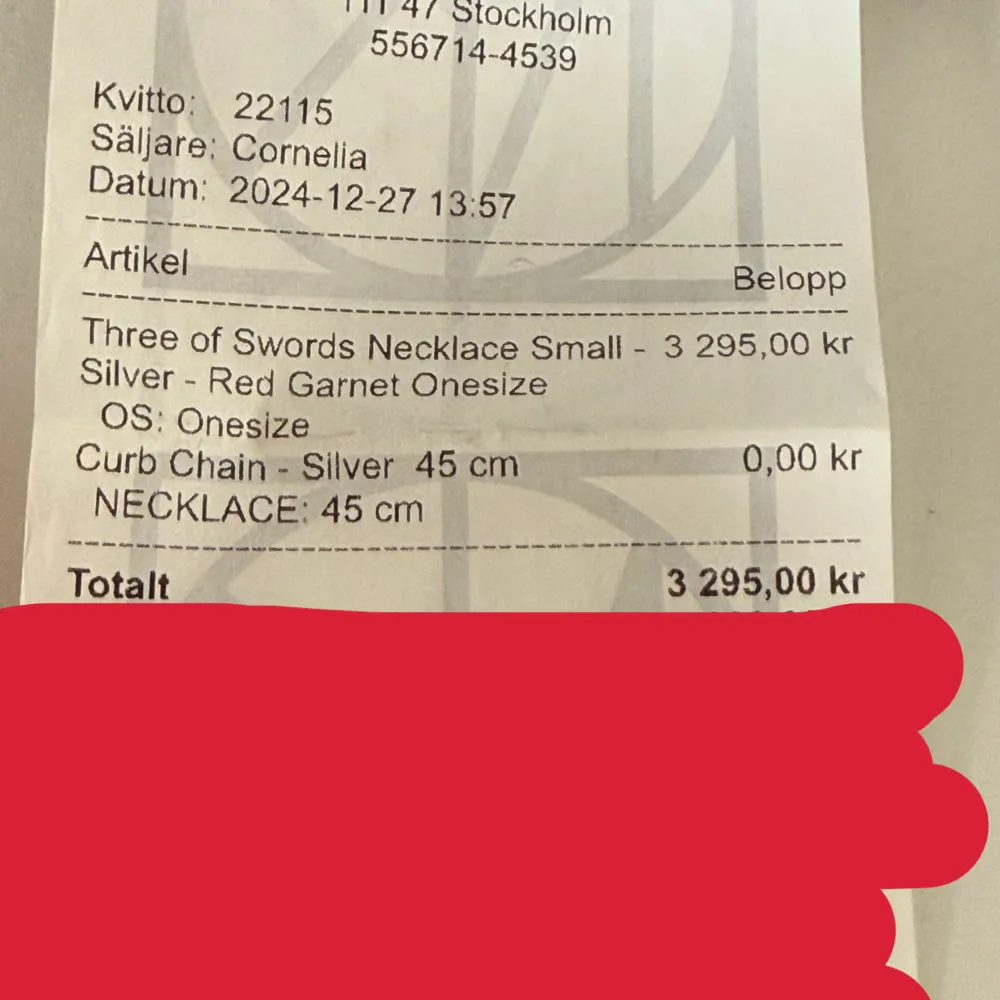 111 47 Stockholm
556714-4539
Kvitto: 22115
Säljare: Cornelia
Datum: 2024-12-27 13:57
Artikel Belopp
Three of Swords Necklace Small - 3 295,00 kr
Silver - Red Garnet Onesize
OS: Onesize
Curb Chain - Silver 45 cm 0,00 kr
NECKLACE: 45 cm
Totalt 3 295,00 kr